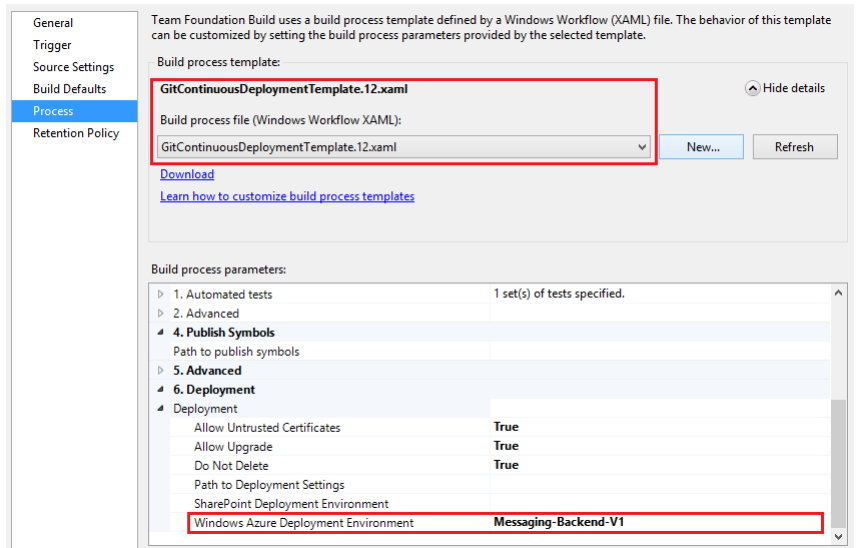 General
Trigger
Source Settings
Build Defaults
Process
Retention Policy
Team Foundation Build uses a build process template defined by a Windows Workflow (XAML) file. The behavior of this template
can be customized by setting the build process parameters provided by the selected template.
Build process template:
GitContinuousDeploymentTemplate.12.xaml
Hide details
Build process file (Windows Workflow XAML):
GitContinuousDeploymentTemplate.12.xaml
New...
Refresh
Download
Learn how to customize build process templates
Build process parameters:
1. Automated tests 1 set(s) of tests specified.
2. Advanced
4. Publish Symbols
Path to publish symbols
5. Advanced
6. Deployment
Deployment
Allow Untrusted Certificates True
Allow Upgrade True
Do Not Delete True
Path to Deployment Settings
SharePoint Deployment Environment
Windows Azure Deployment Environment Messaging-Backend-V1